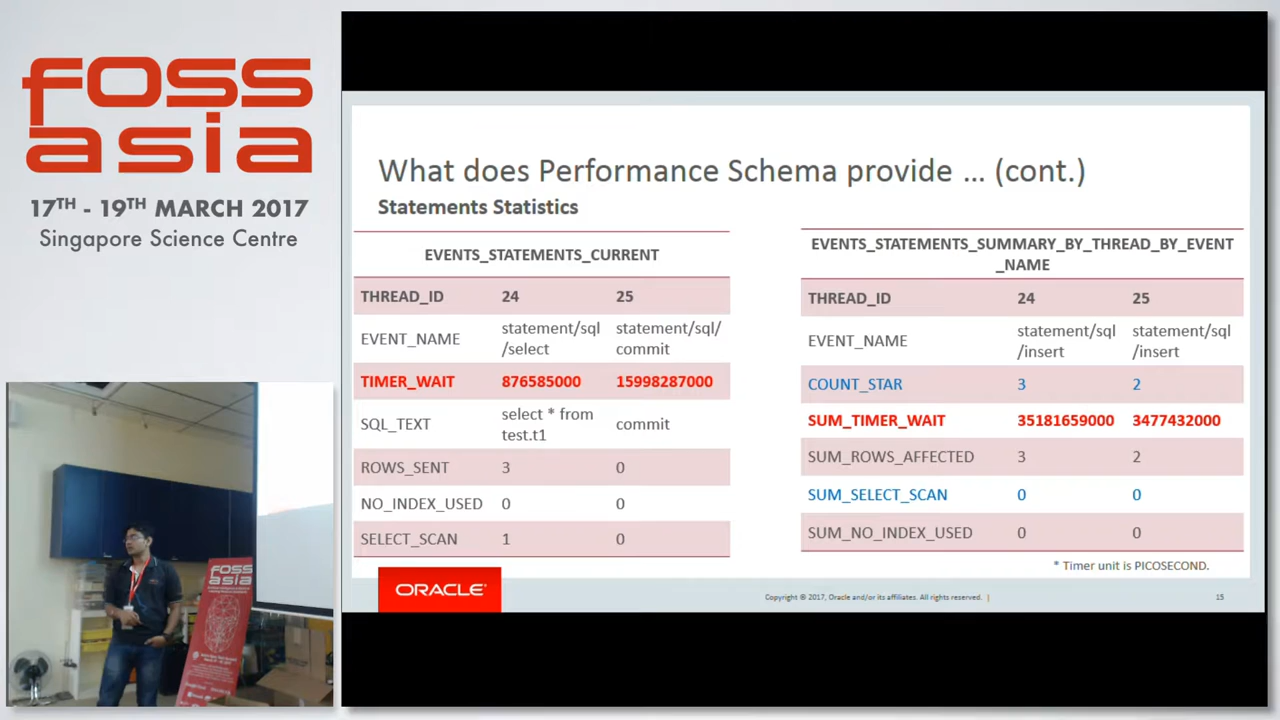 foss
asia
17TH - 19TH MARCH 2017
Singapore Science Centre
What does Performance Schema provide ... (cont.)
Statements Statistics
EVENTS_STATEMENTS_CURRENT
THREAD_ID 24 25
EVENT_NAME statement/sql/select statement/sql/commit
TIMER_WAIT 876585000 15998287000
SQL_TEXT select * from test.t1 commit
ROWS_SENT 3 0
NO_INDEX_USED 0 0
SELECT_SCAN 1 0
EVENTS_STATEMENTS_SUMMARY_BY_THREAD_BY_EVENT
_NAME
THREAD_ID 24 25
EVENT_NAME statement/sql/insert statement/sql/insert
COUNT_STAR 3 2
SUM_TIMER_WAIT 35181659000 3477432000
SUM_ROWS_AFFECTED 3 2
SUM_SELECT_SCAN 0 0
SUM_NO_INDEX_USED 0 0
* Timer unit is PICOSECOND.
ORACLE®
Copyright © 2017, Oracle and/or its affiliates. All rights reserved. |
15
foss
asia